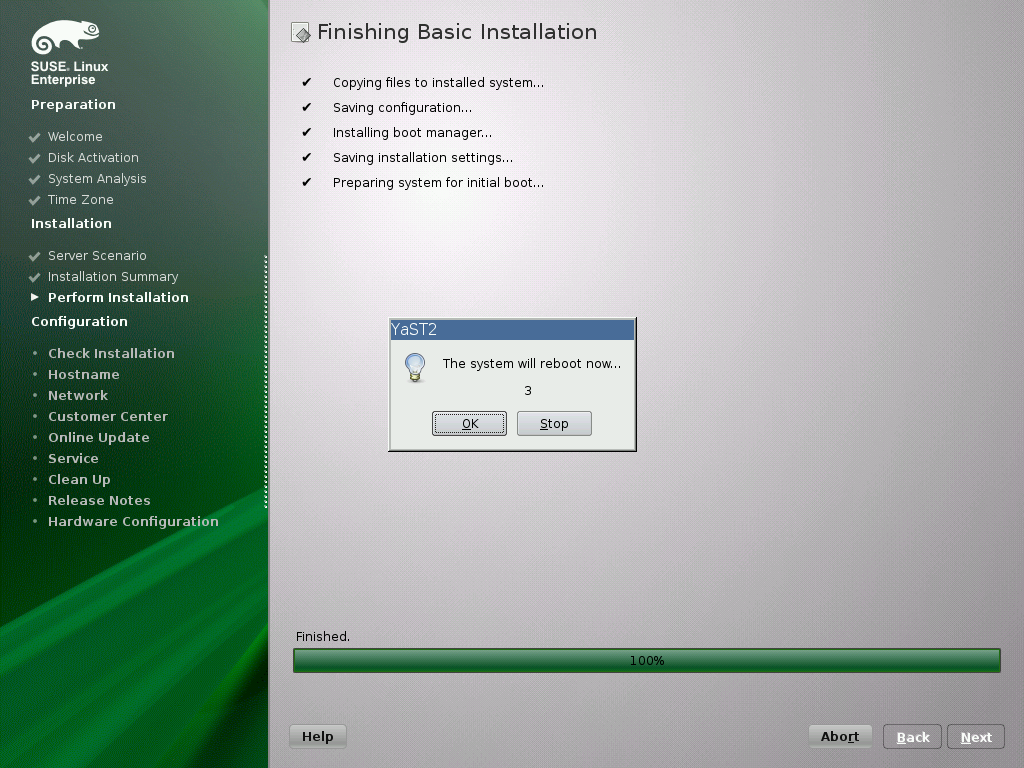 SUSE. Linux
Enterprise
Preparation
Welcome
Disk Activation
System Analysis
Time Zone
Installation
Server Scenario
Installation Summary
Perform Installation
Configuration
Check Installation
Hostname
Network
Customer Center
Online Update
Service
Clean Up
Release Notes
Hardware Configuration
Finishing Basic Installation
Copying files to installed system...
Saving configuration...
Installing boot manager...
Saving installation settings...
Preparing system for initial boot...
YaST2
The system will reboot now...
3
OK Stop
Finished.
100%
Help Abort Back Next